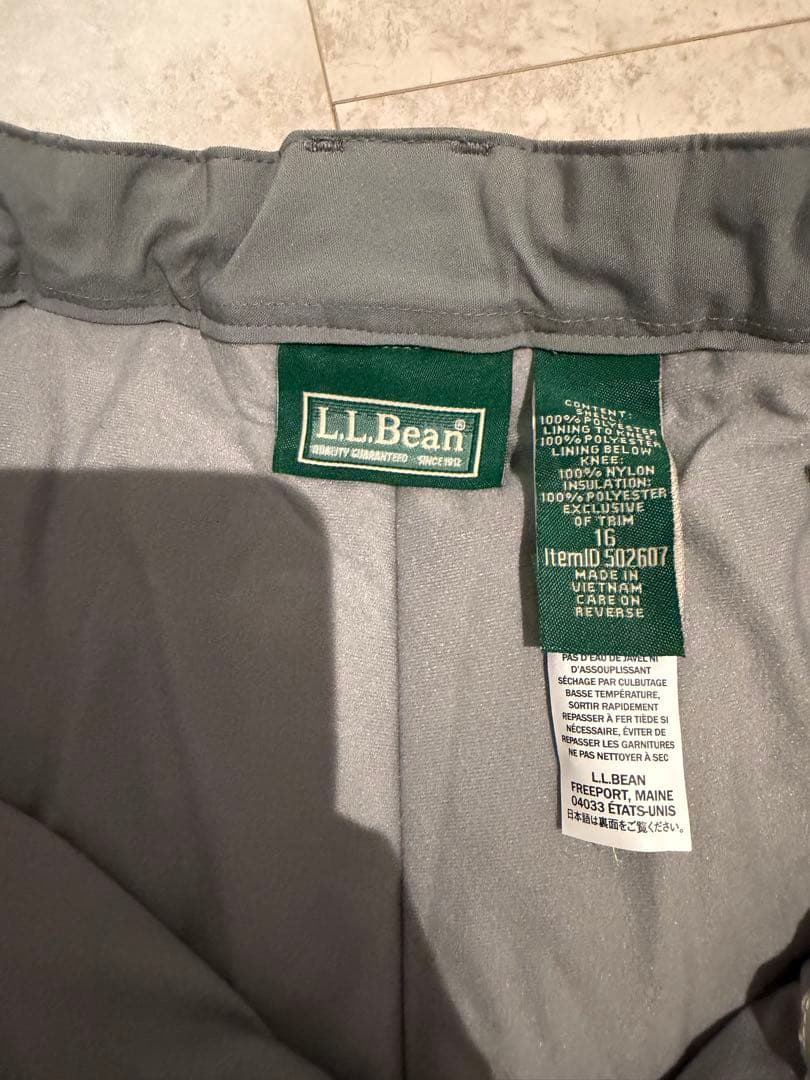 L.L.Bean®
QUALITY GUARANTEED SINCE 1912
CONTENT:
SHELL:
100% POLYESTER
LINING TO KNEE:
100% POLYESTER
LINING BELOW
KNEE:
100% NYLON
INSULATION:
100% POLYESTER
EXCLUSIVE
OF TRIM
16
ItemID 502607
MADE IN
VIETNAM
CARE ON
REVERSE
PAS D'EAU DE JAVEL NI
D'ASSOUPLISSANT
SÉCHAGE PAR CULBUTAGE
BASSE TEMPÉRATURE,
SORTIR RAPIDEMENT
REPASSER À FER TIÈDE SI
NÉCESSAIRE, ÉVITER DE
REPASSER LES GARNITURES
NE PAS NETTOYER À SEC
L.L.BEAN
FREEPORT, MAINE
04033 ÉTATS-UNIS
日本語は裏面をご覧ください。